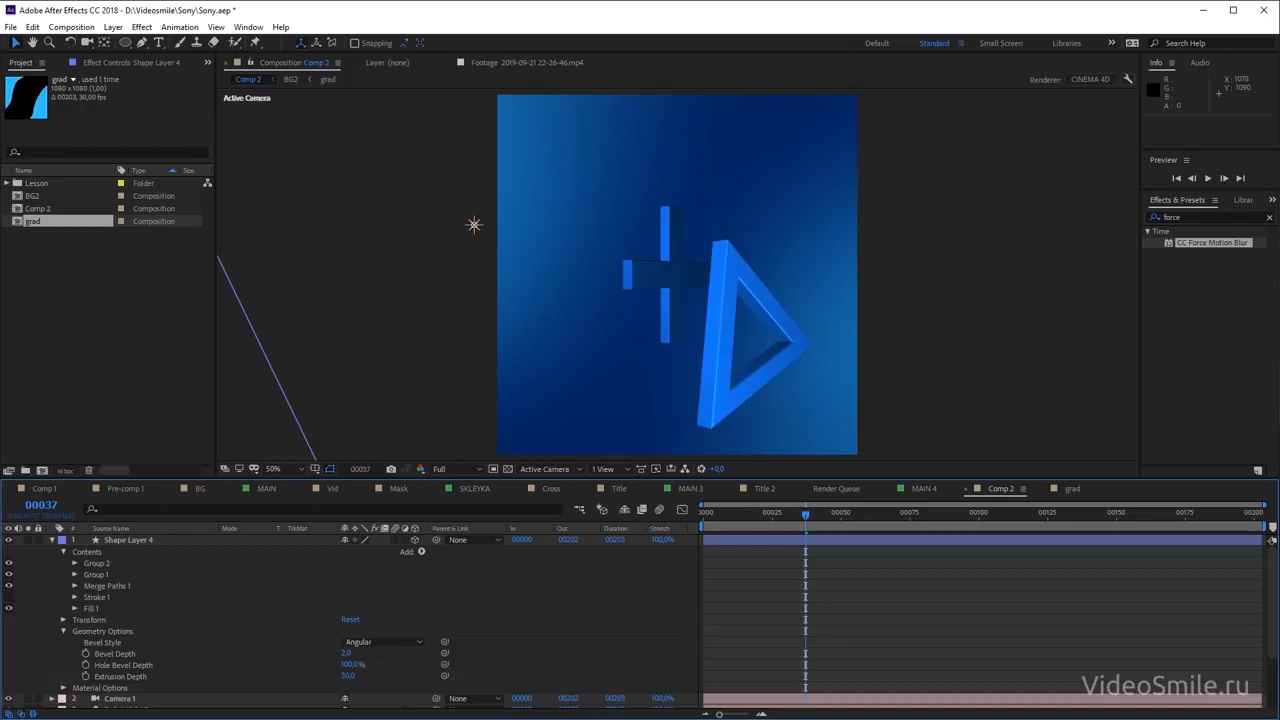 Adobe After Effects CC 2018 - D:\Videosmile\Sony\Sony.aep *
File Edit Composition Layer Effect Animation View Window Help
Snapping
Default Standard Small Screen Libraries Search Help
Project Effect Controls Shape Layer 4
Composition Comp 2 Layer (none) Footage 2019-09-21 22-26-46.mp4
Info Audio
grad , used 1 time
1080 x 1080 (1,00)
Δ 00203, 30,00 fps
Comp 2 BG2 grad
Renderer: CINEMA 4D
R:
G:
B:
A: 0
X: 1078
Y: 1090
Active Camera
Name Type Size
Lesson Folder
BG2 Composition
Comp 2 Composition
grad Composition
Preview
Effects & Presets Librar
force
Time
CC Force Motion Blur
16 bpc
50% 00037 Full Active Camera 1 View +0,0
Comp 1 Pre-comp 1 BG MAIN Vid Mask SKLEYKA Cross Title MAIN 3 Title 2 Render Queue MAIN 4 Comp 2 grad
00037
0000 00025 00050 00075 00100 00125 00150 00175 00200
# Source Name Mode T TrkMat Parent & Link In Out Duration Stretch
1 Shape Layer 4 None 00000 00202 00203 100,0%
Contents Add:
Group 2
Group 1
Merge Paths 1
Stroke 1
Fill 1
Transform Reset
Geometry Options
Bevel Style Angular
Bevel Depth 2,0
Hole Bevel Depth 100,0 %
Extrusion Depth 30,0
Material Options
2 Camera 1 None 00000 00202 00203 100,0%
VideoSmile.ru